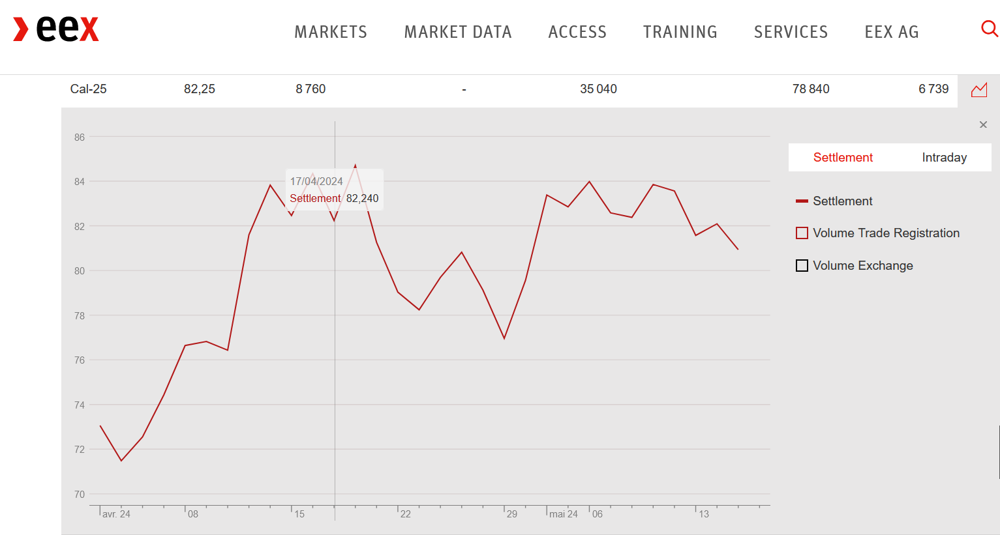 eex MARKETS MARKET DATA ACCESS TRAINING SERVICES EEX AG
Cal-25 82,25 8 760 - 35 040 78 840 6 739
×
Settlement Intraday
Settlement
Volume Trade Registration
Volume Exchange
86
84
82
80
78
76
74
72
70
17/04/2024
Settlement 82,240
avr. 24 08 15 22 29 mai 24 06 13